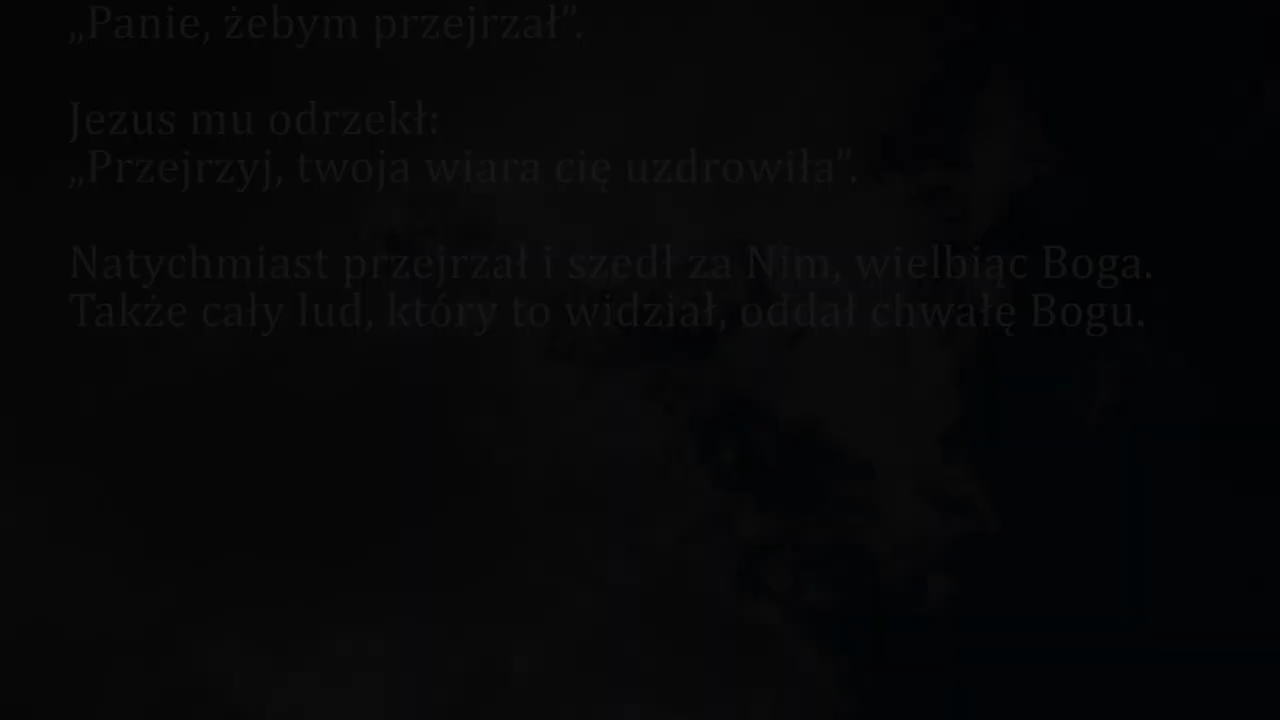 „Panie, żebym przejrzał”.
Jezus mu odrzekł:
„Przejrzyj, twoja wiara cię uzdrowiła”.
Natychmiast przejrzał i szedł za Nim, wielbiąc Boga.
Także cały lud, który to widział, oddał chwałę Bogu.